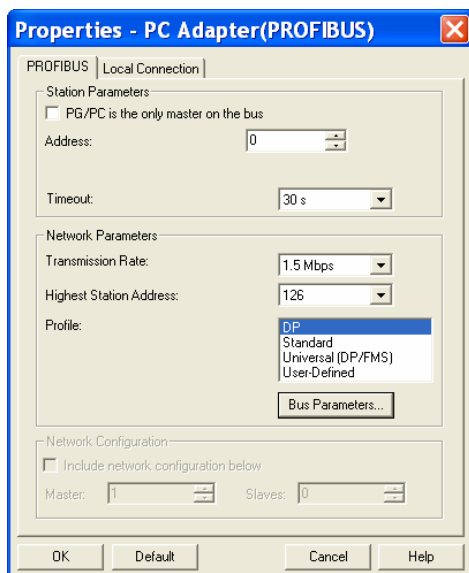 Properties - PC Adapter(PROFIBUS)
PROFIBUS Local Connection
Station Parameters
PG/PC is the only master on the bus
Address: 0
Timeout: 30 s
Network Parameters
Transmission Rate: 1.5 Mbps
Highest Station Address: 126
Profile: DP
Standard
Universal (DP/FMS)
User-Defined
Bus Parameters...
Network Configuration
Include network configuration below
Master: 1 Slaves: 0
OK Default Cancel Help